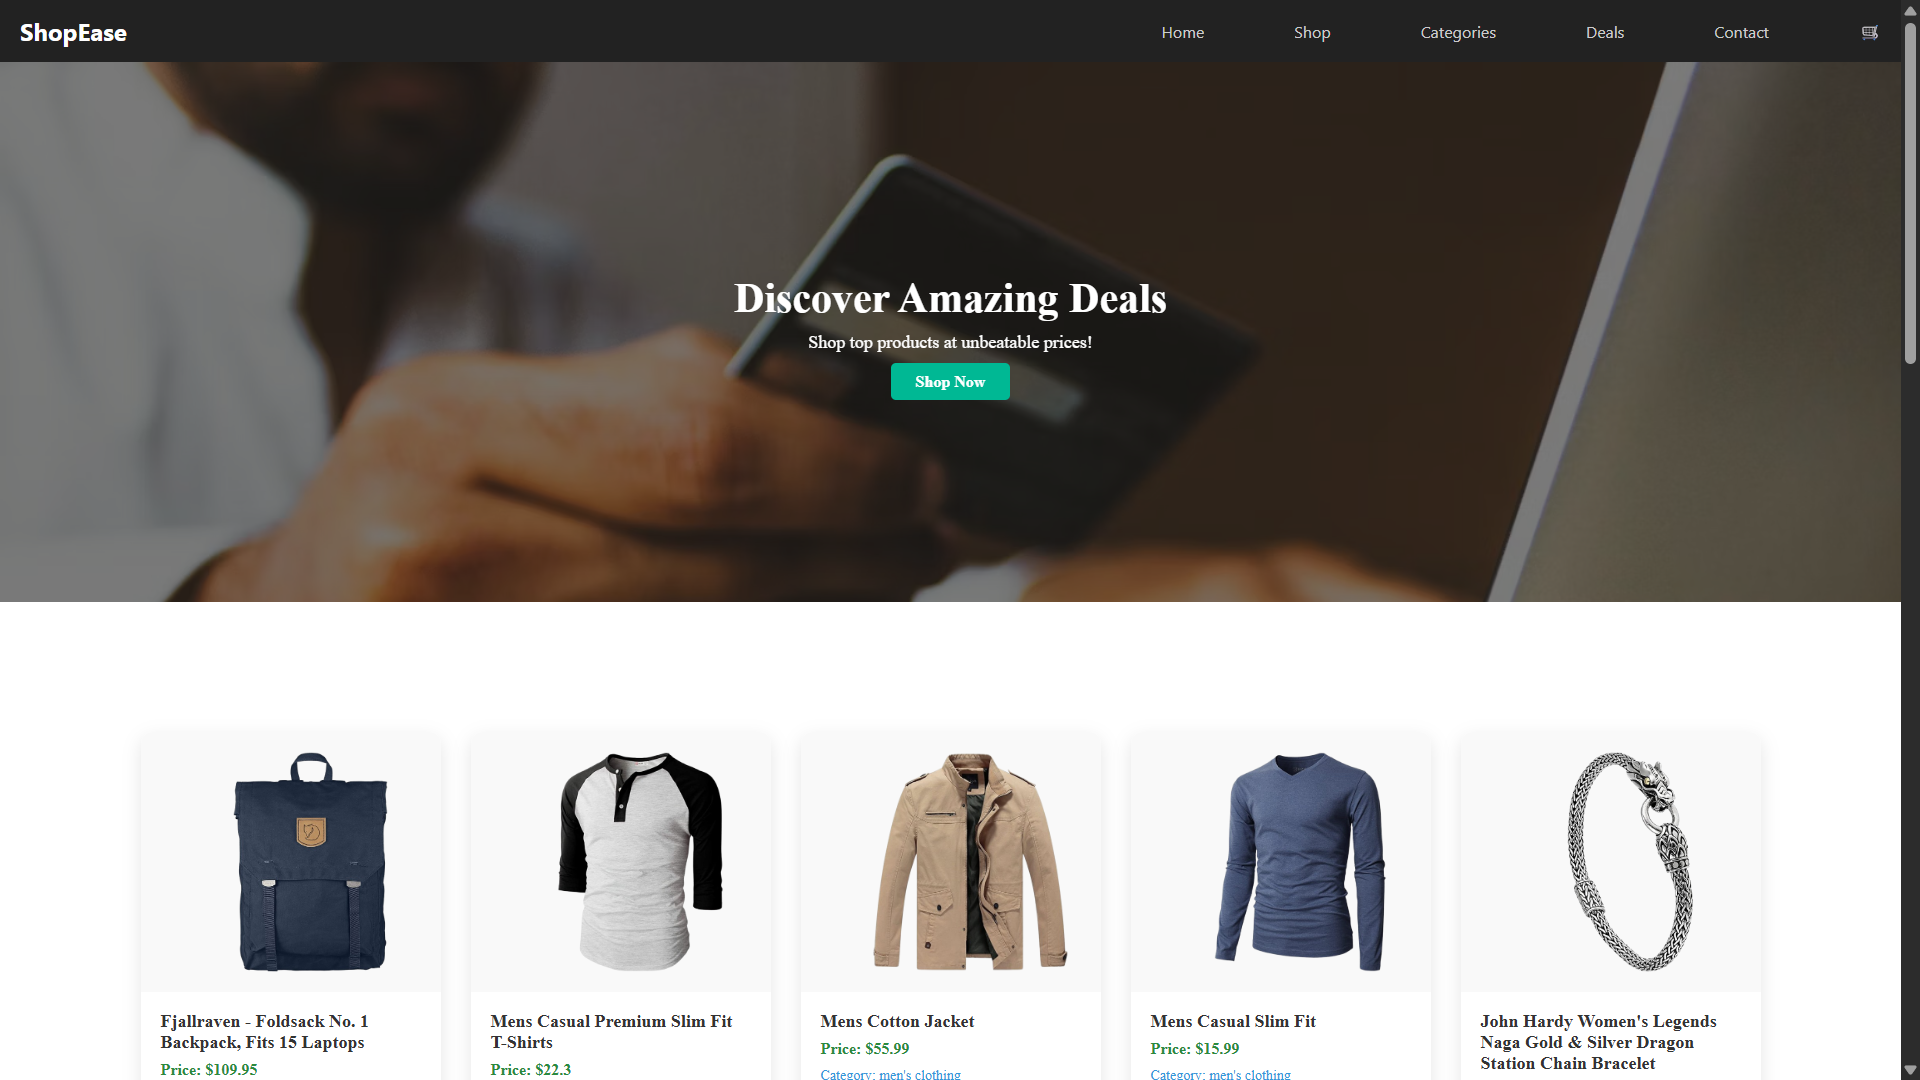 ShopEase
Home
Shop
Categories
Deals
Contact
Discover Amazing Deals
Shop top products at unbeatable prices!
Shop Now
Fjallraven - Foldsack No. 1
Backpack, Fits 15 Laptops
Price: $109.95
Mens Casual Premium Slim Fit
T-Shirts
Price: $22.3
Mens Cotton Jacket
Price: $55.99
Category: men's clothing
Mens Casual Slim Fit
Price: $15.99
Category: men's clothing
John Hardy Women's Legends
Naga Gold & Silver Dragon
Station Chain Bracelet